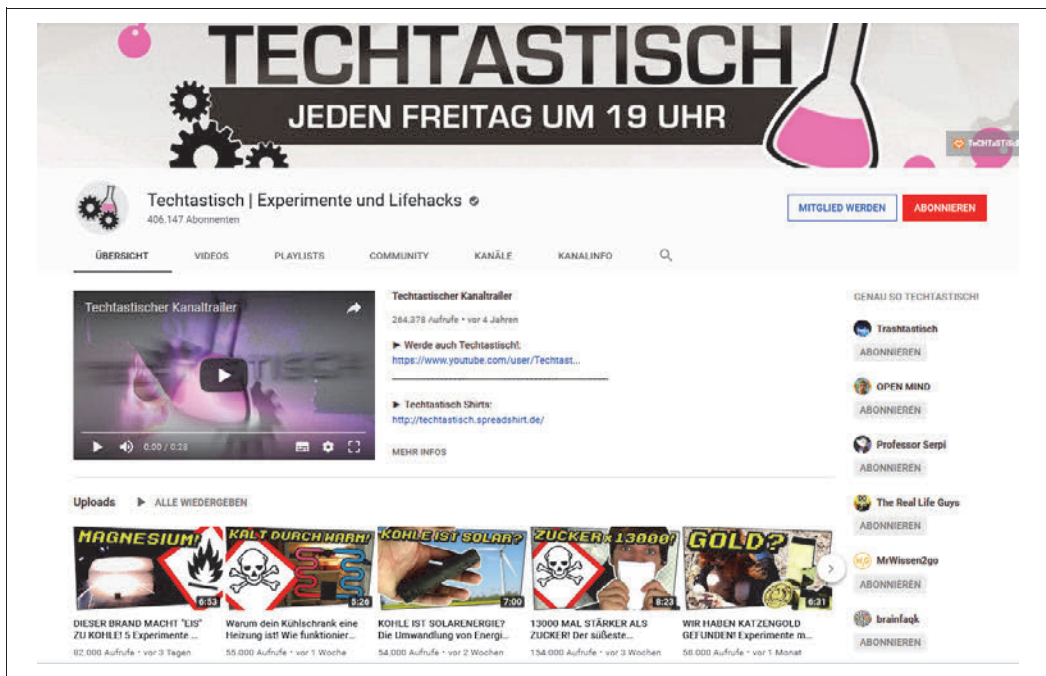 TECHTASTISCH
JEDEN FREITAG UM 19 UHR
Techtastisch | Experimente und Lifehacks
406.147 Abonnenten
MITGLIED WERDEN
ABONNIEREN
ÜBERSICHT VIDEOS PLAYLISTS COMMUNITY KANÄLE KANALINFO
Techtastischer Kanaltrailer
0:00 / 0:28
Techtastischer Kanaltrailer
264.378 Aufrufe • vor 4 Jahren
► Werde auch Techtastisch!:
https://www.youtube.com/user/Techtast...
► Techtastisch Shirts:
http://techtastisch.spreadshirt.de/
MEHR INFOS
GENAU SO TECHTASTISCH!
Trashtastisch
ABONNIEREN
OPEN MIND
ABONNIEREN
Professor Serpi
ABONNIEREN
The Real Life Guys
ABONNIEREN
MrWissen2go
ABONNIEREN
brainfaqk
ABONNIEREN
Uploads ► ALLE WIEDERGEBEN
MAGNESIUM!
6:53
DIESER BRAND MACHT "EIS"
ZU KOHLE! 5 Experimente ...
82.000 Aufrufe • vor 3 Tagen
KALT DURCH WARM!
5:26
Warum dein Kühlschrank eine
Heizung ist! Wie funktionier...
55.000 Aufrufe • vor 1 Woche
KOHLE IST SOLAR?
7:00
KOHLE IST SOLARENERGIE?
Die Umwandlung von Energi...
54.000 Aufrufe • vor 2 Wochen
ZUCKER x13000!
8:23
13000 MAL STÄRKER ALS
ZUCKER! Der süßeste...
154.000 Aufrufe • vor 3 Wochen
GOLD?
6:31
WIR HABEN KATZENGOLD
GEFUNDEN! Experimente m...
56.000 Aufrufe • vor 1 Monat